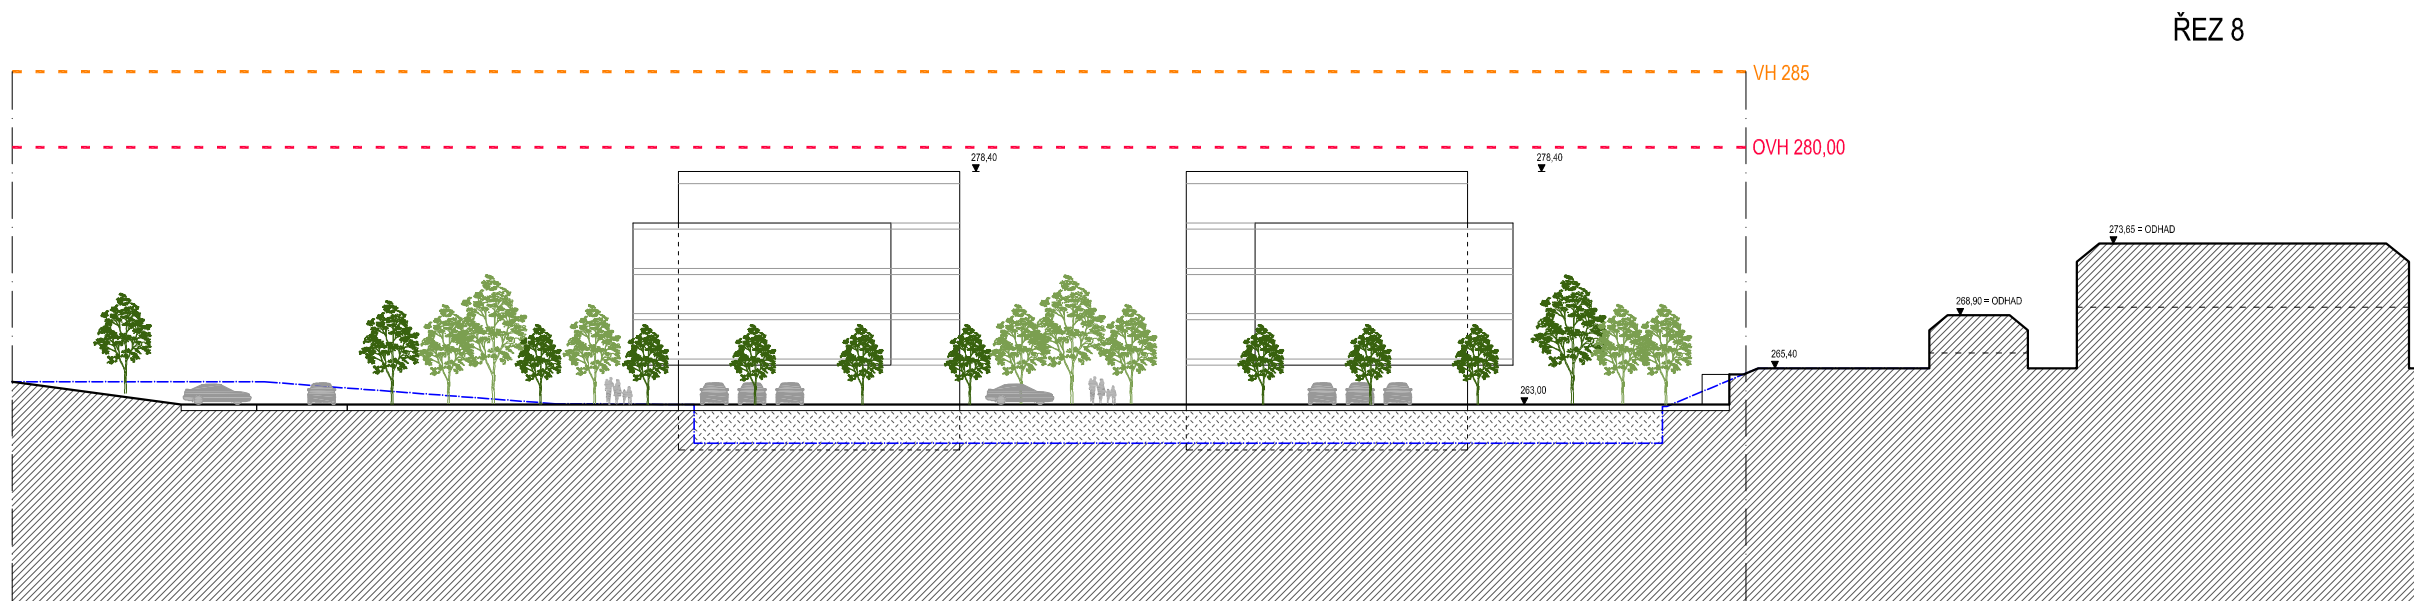 ŘEZ 8
VH 285
OVH 280,00
278,40
278,40
273,65 = ODHAD
268,90 = ODHAD
265,40
263,00